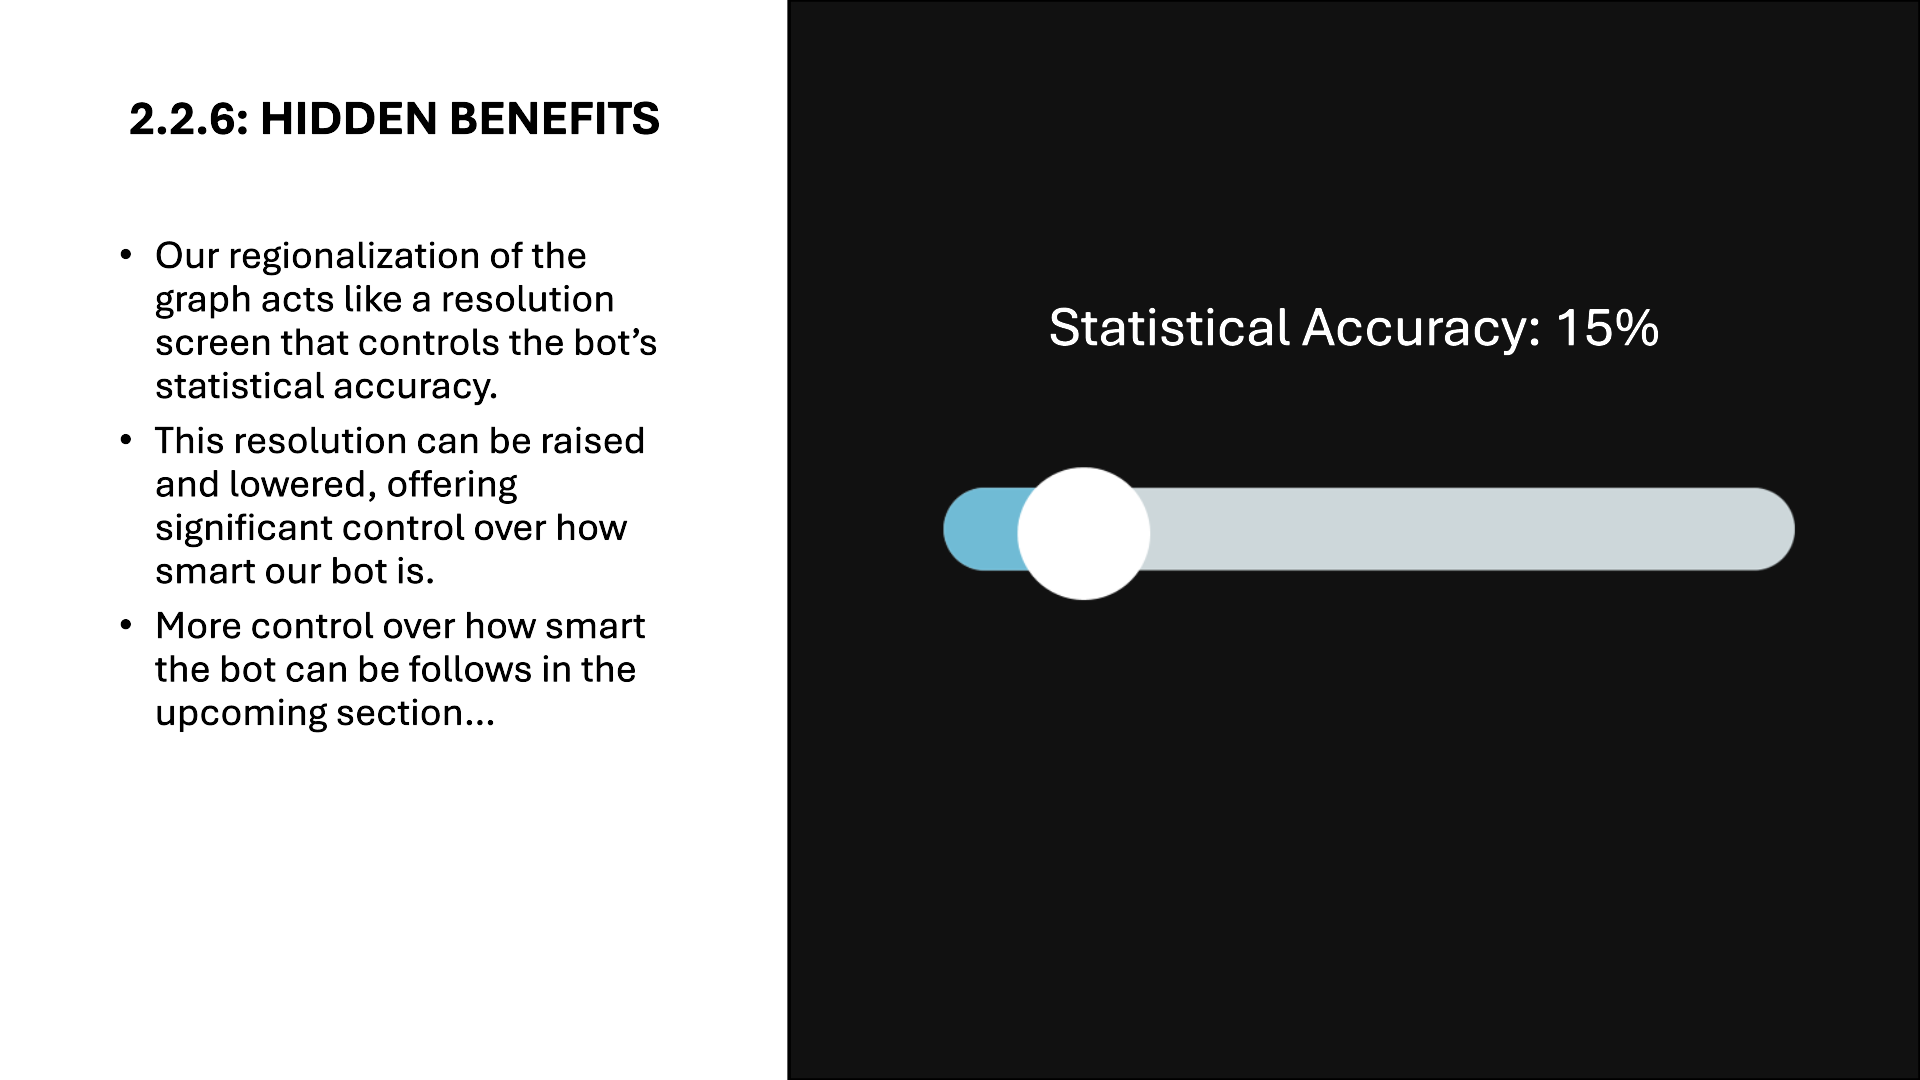 2.2.6: HIDDEN BENEFITS
• Our regionalization of the
graph acts like a resolution
screen that controls the bot’s
statistical accuracy.
• This resolution can be raised
and lowered, offering
significant control over how
smart our bot is.
• More control over how smart
the bot can be follows in the
upcoming section…
Statistical Accuracy: 15%